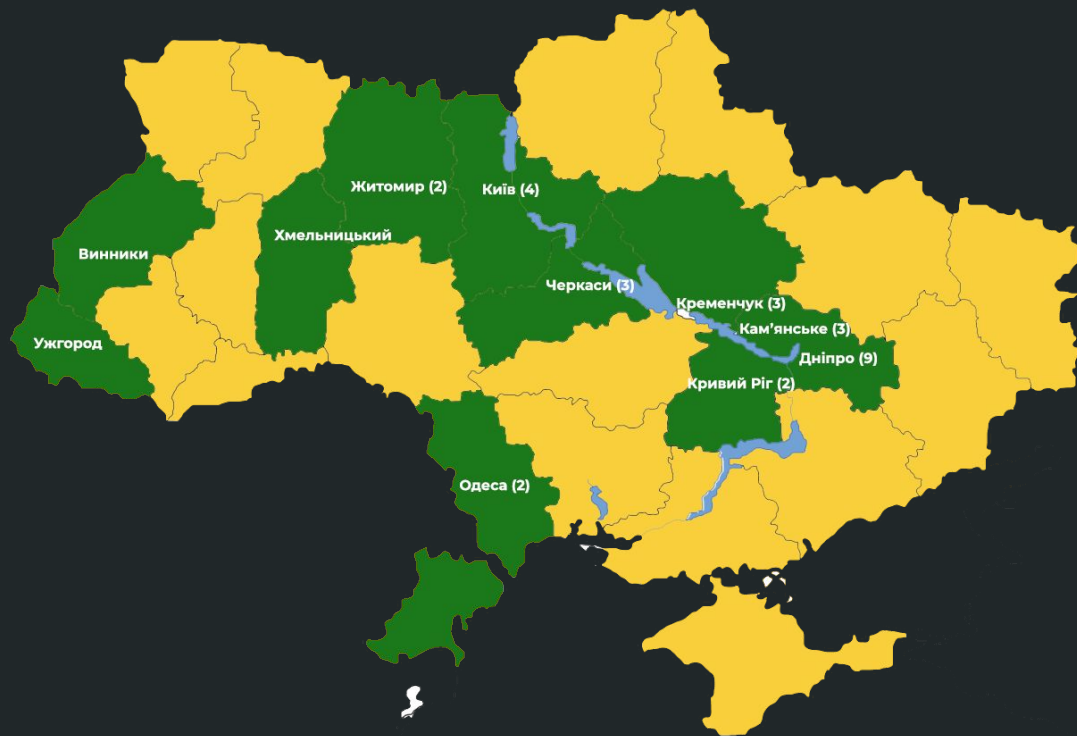 Житомир (2)
Київ (4)
Хмельницький
Винники
Черкаси (3)
Кременчук (3)
Кам'янське (3)
Ужгород
Дніпро (9)
Кривий Ріг (2)
Одеса (2)